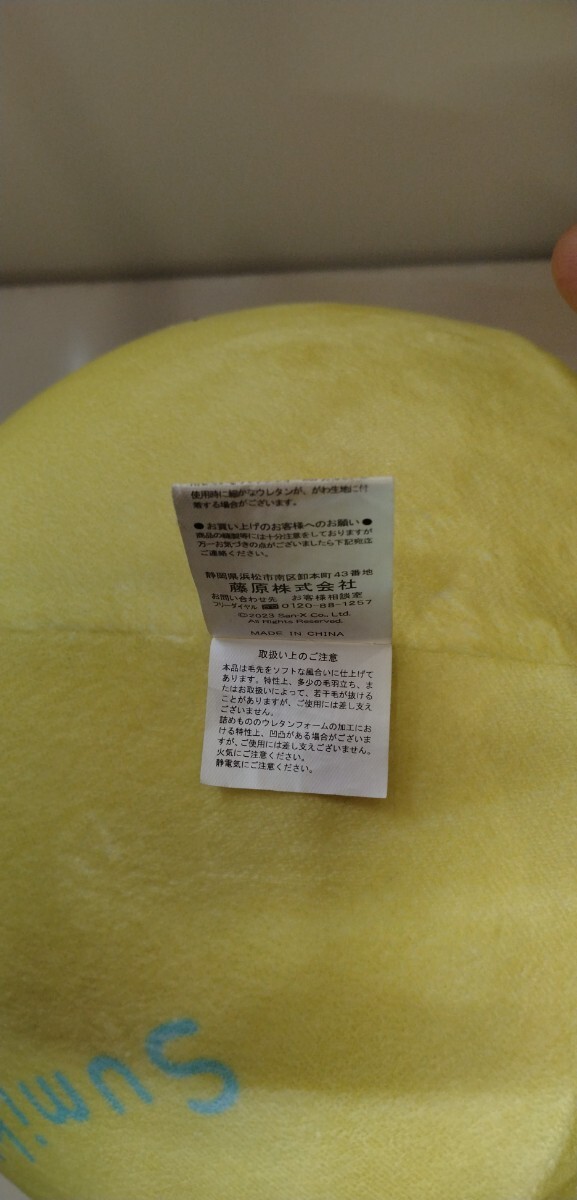 使用時に細かなウレタンが、がわ生地に付
着する場合がございます。
●お買い上げのお客様へのお願い●
商品の縫製等には十分注意をしておりますが
万一お気づきの点がございましたら下記宛迄
ご連絡ください。
静岡県浜松市南区卸本町43番地
藤原株式会社
お問い合わせ先 お客様相談室
フリーダイヤル 0120-88-1257
©2023 San-X Co., Ltd.
All Rights Reserved.
MADE IN CHINA
取扱い上のご注意
本品は毛先をソフトな風合いに仕上げて
あります。特性上、多少の毛羽立ち、ま
たはお取扱いによって、若干毛が抜ける
ことがありますが、ご使用には差し支え
ございません。
詰めもののウレタンフォームの加工にお
ける特性上、凹凸がある場合がございま
すが、ご使用には差し支えございません。
火気にご注意ください。
静電気にご注意ください。
Sumik